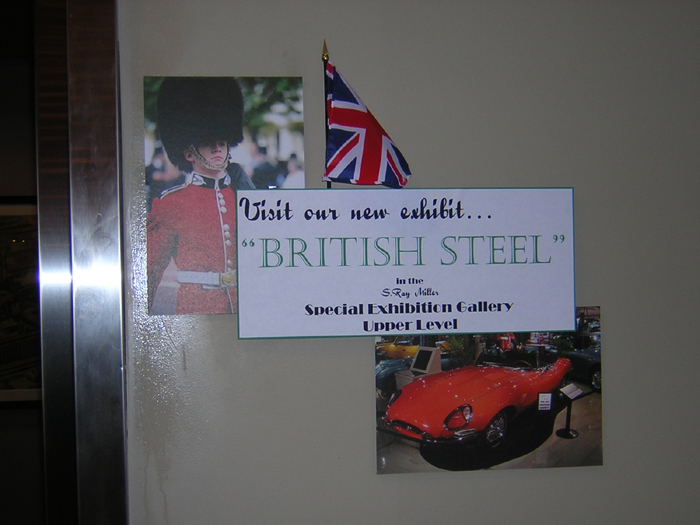 Visit our new exhibit...
"BRITISH STEEL"
in the
S.Ray Miller
Special Exhibition Gallery
Upper Level